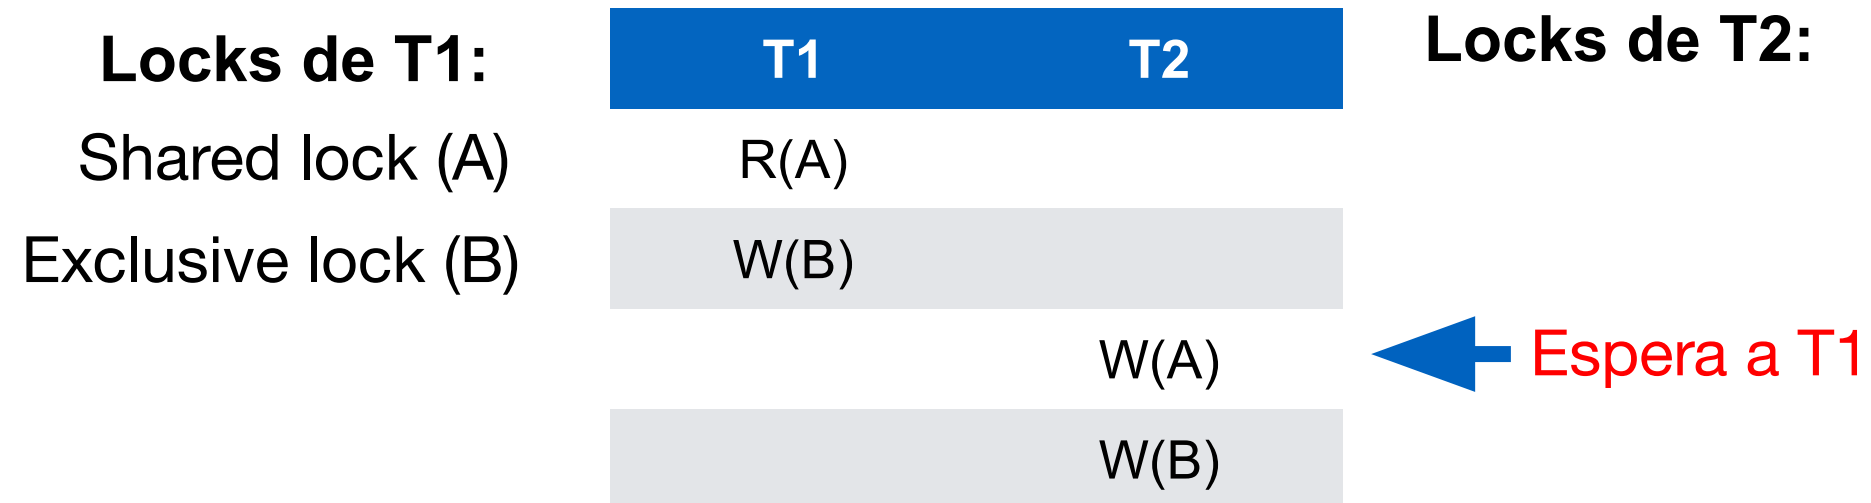 Locks de T1:
T1 T2
Locks de T2:
Shared lock (A)
R(A)
Exclusive lock (B)
W(B)
W(A)
Espera a T1
W(B)